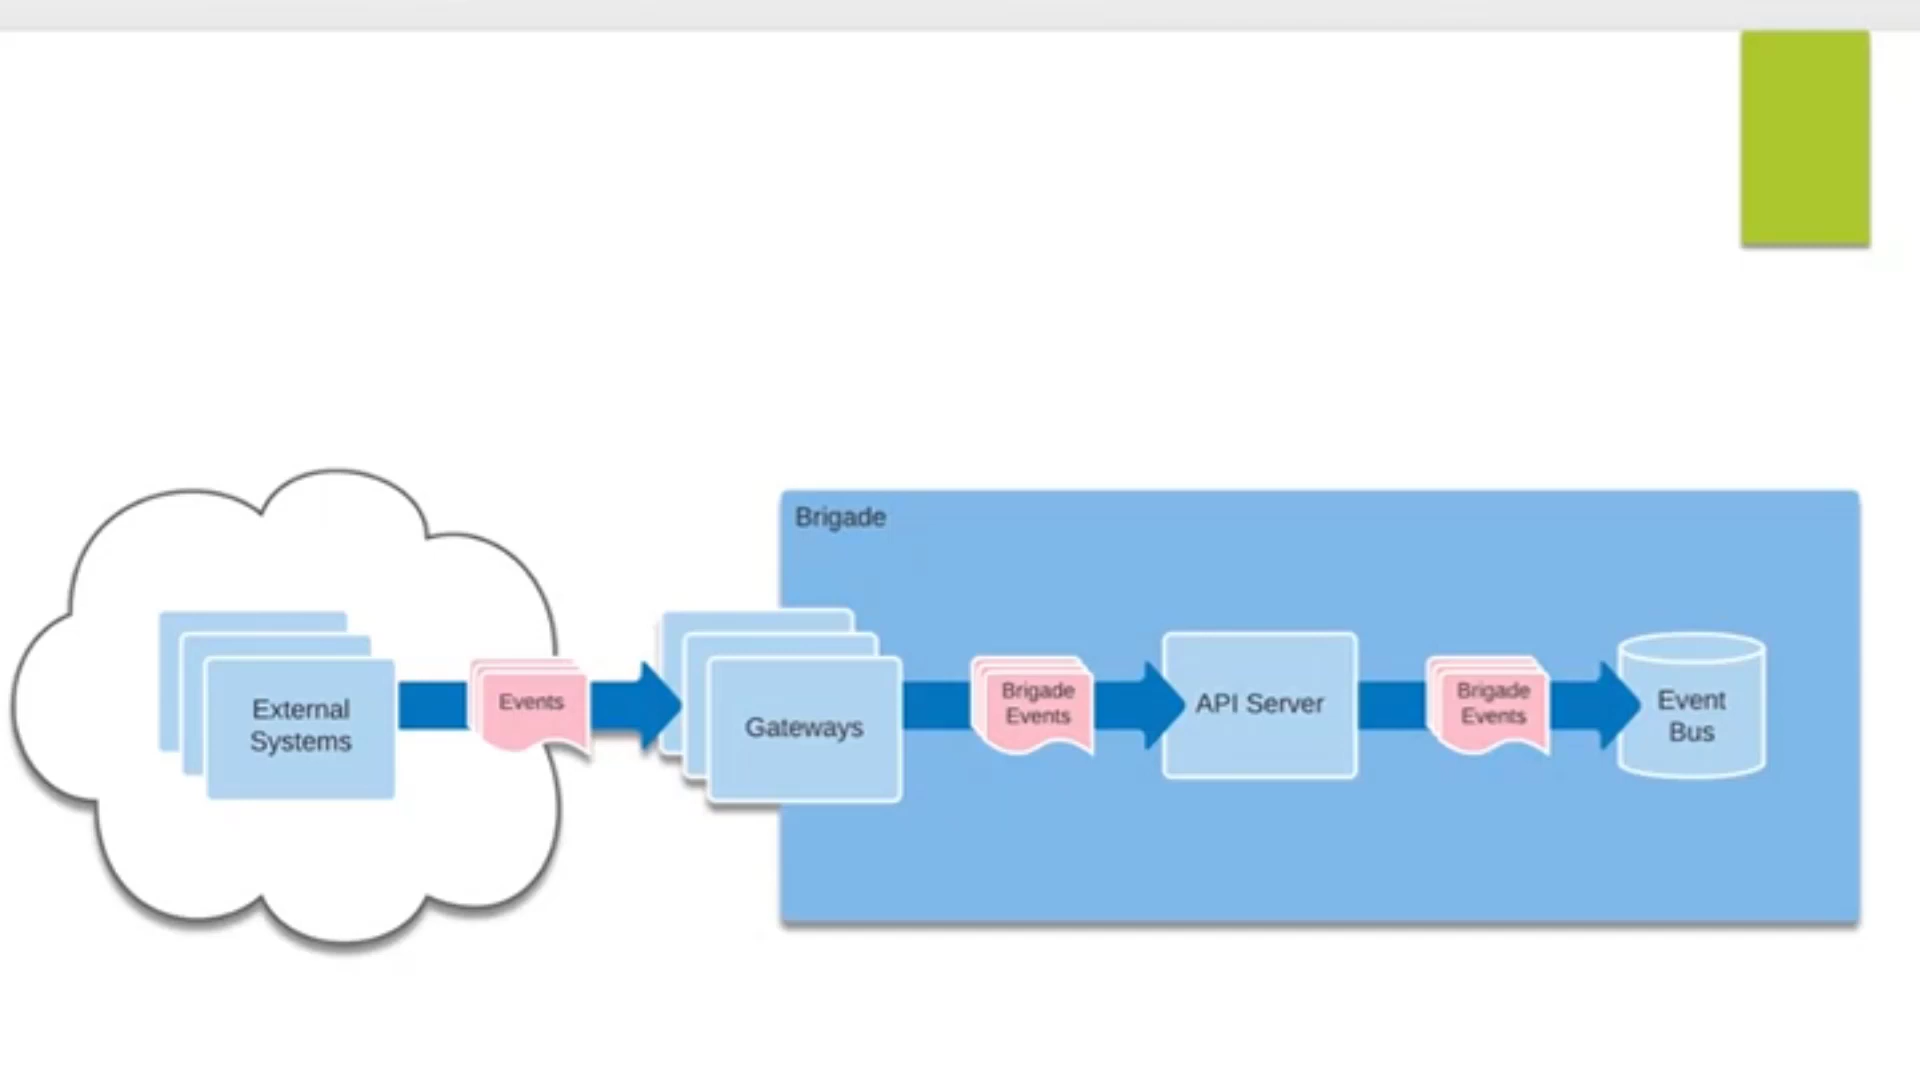 Brigade
External
Systems
Events
Gateways
Brigade
Events
API Server
Brigade
Events
Event
Bus